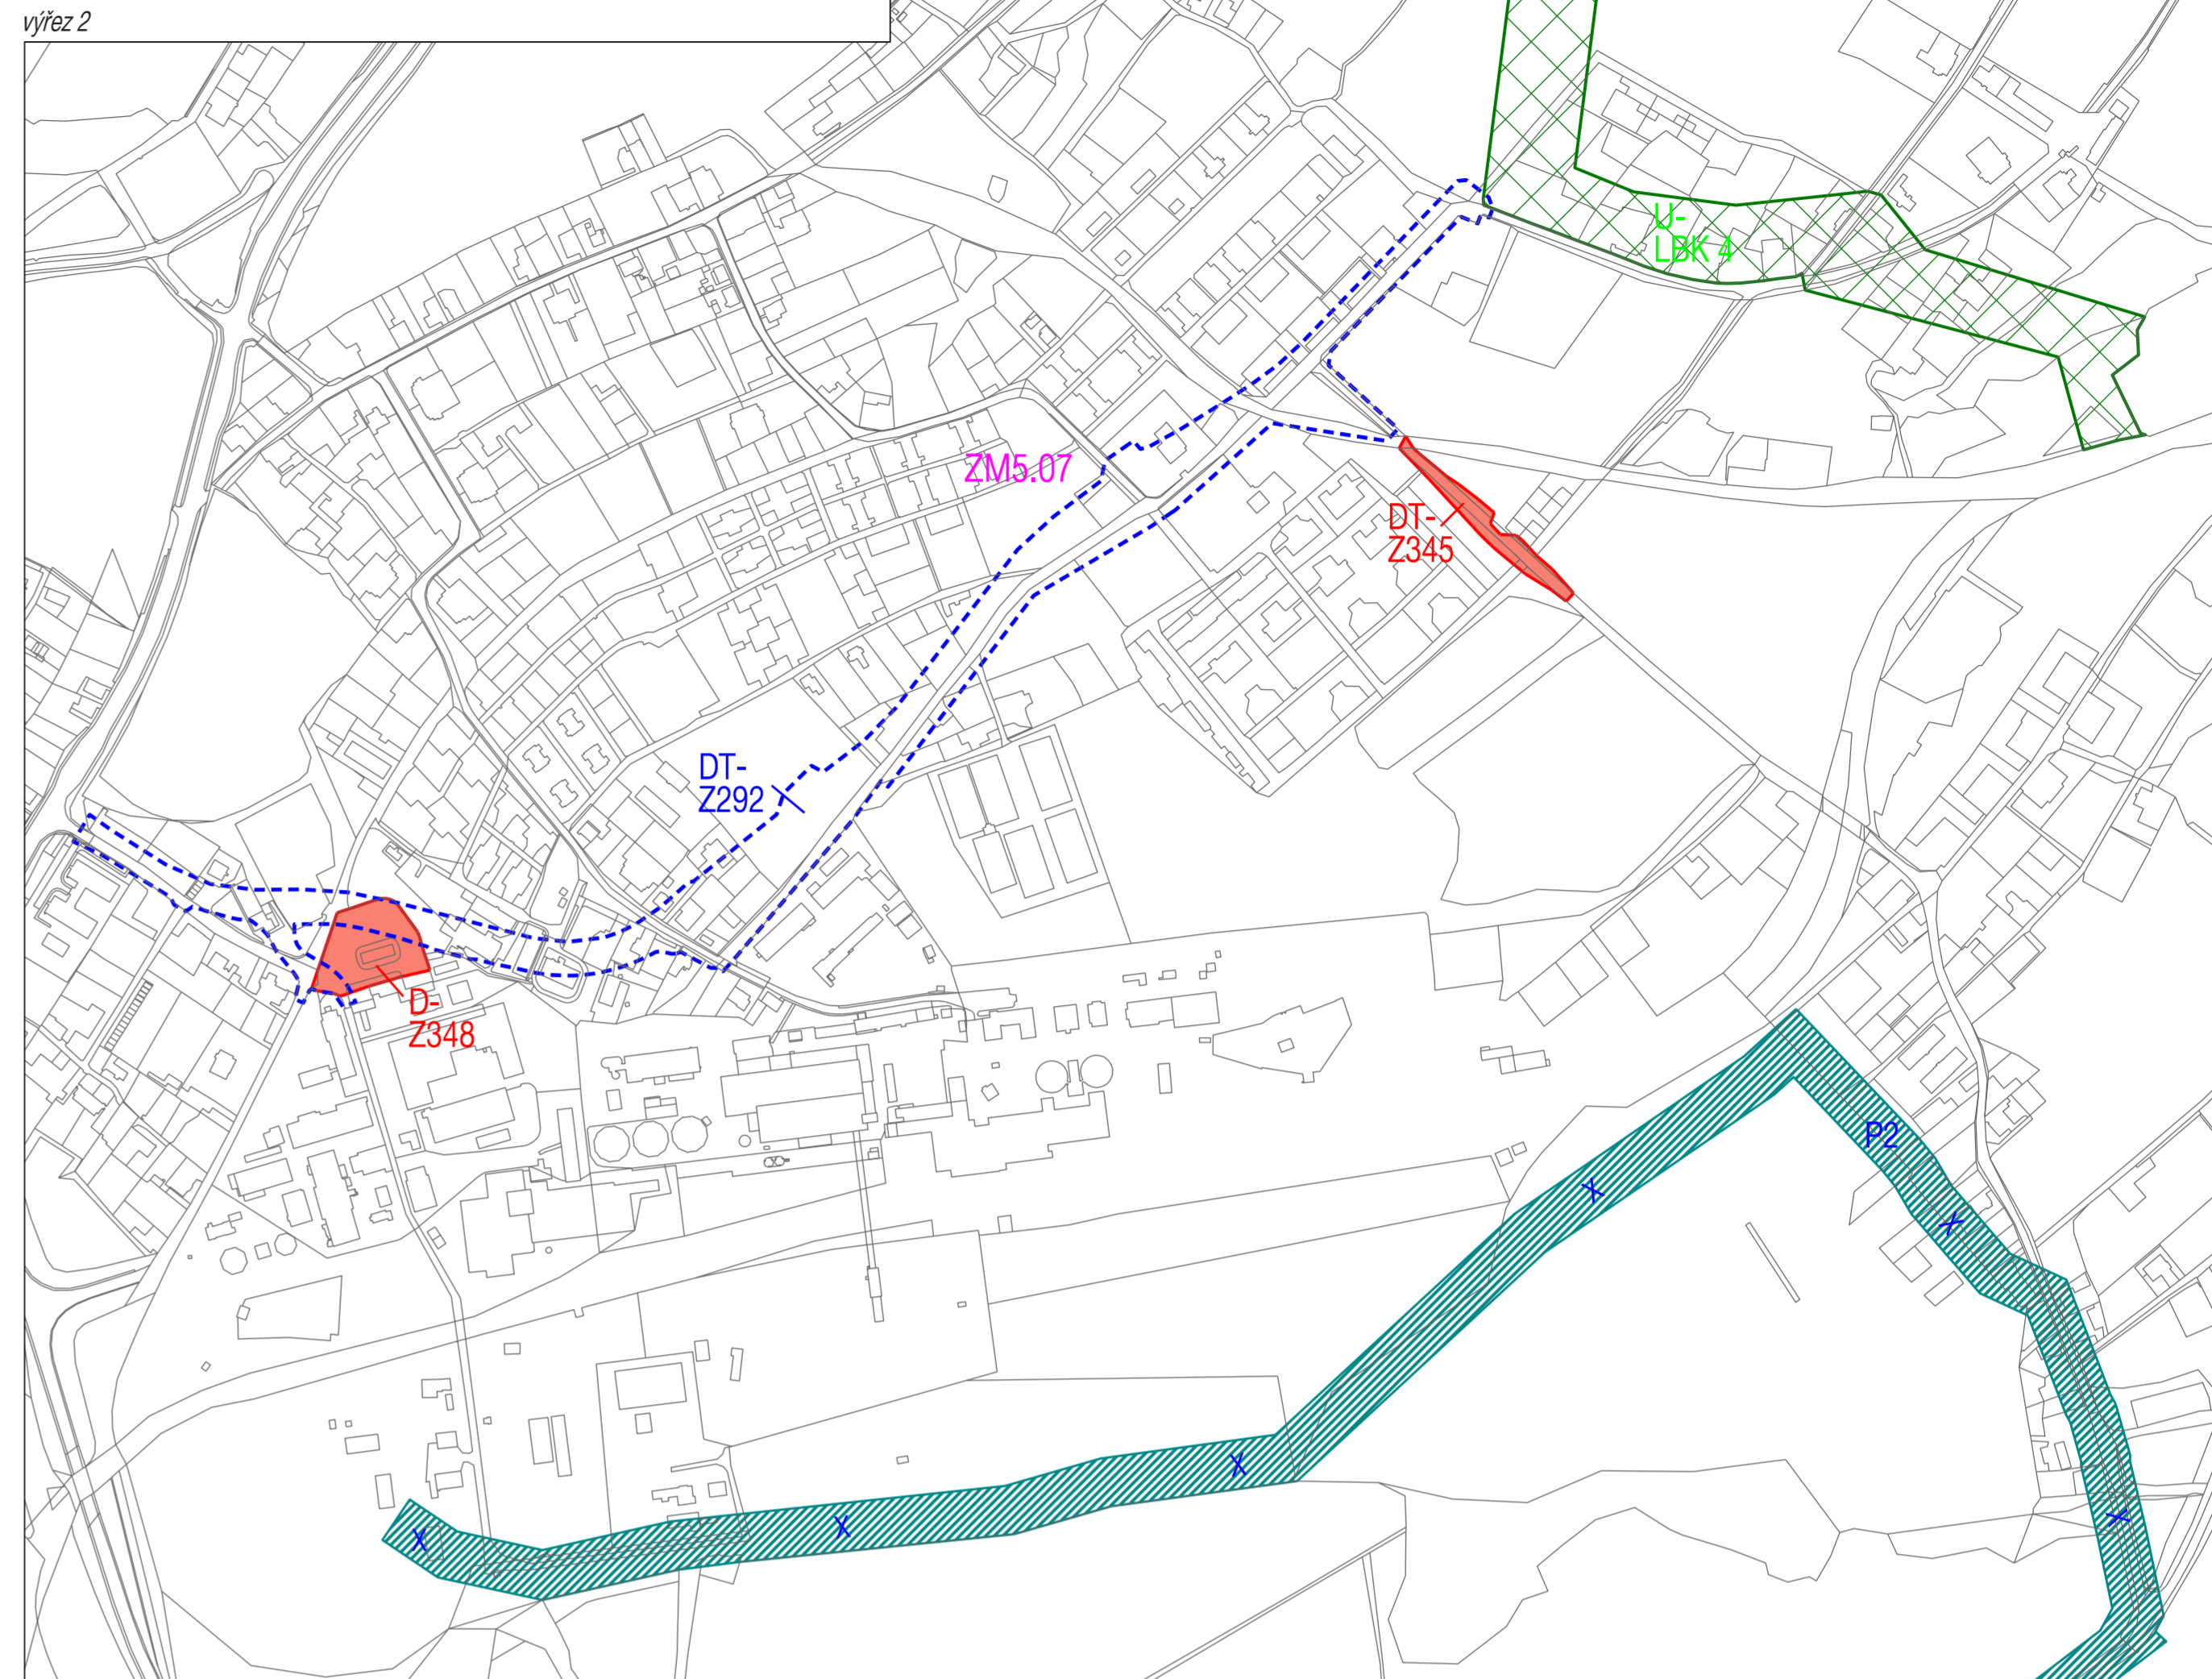 výřez 2
U-
LBK 4
ZM5.07
DT-
Z345
DT-
Z292
D-
Z348
P2
X
X
X
X
X
X